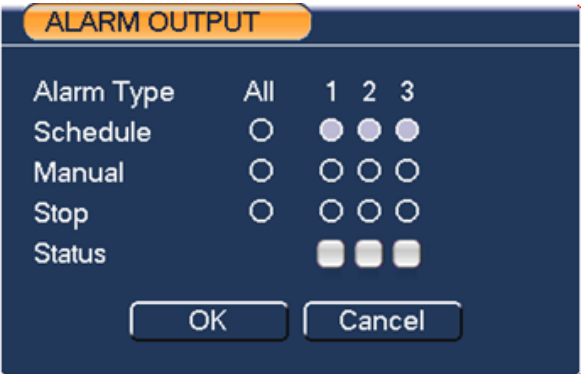 ALARM OUTPUT
Alarm Type All 1 2 3
Schedule
Manual
Stop
Status
OK Cancel